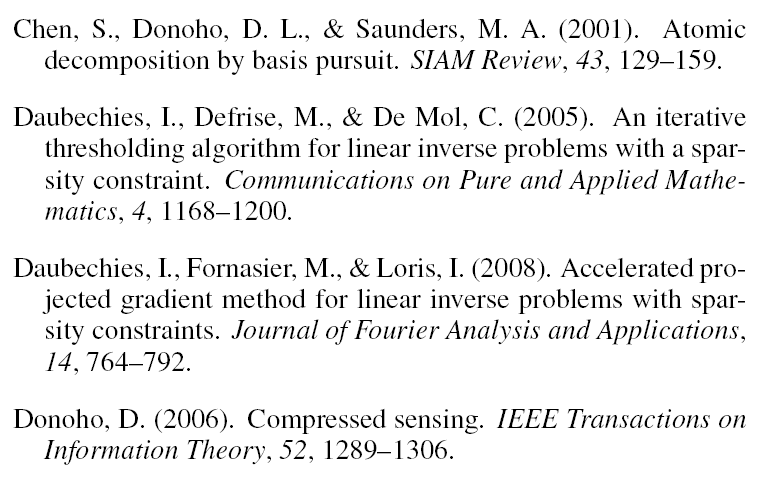 Chen, S., Donoho, D. L., & Saunders, M. A. (2001). Atomic
decomposition by basis pursuit. SIAM Review, 43, 129–159.
Daubechies, I., Defrise, M., & De Mol, C. (2005). An iterative
thresholding algorithm for linear inverse problems with a spar-
sity constraint. Communications on Pure and Applied Mathe-
matics, 4, 1168–1200.
Daubechies, I., Fornasier, M., & Loris, I. (2008). Accelerated pro-
jected gradient method for linear inverse problems with spar-
sity constraints. Journal of Fourier Analysis and Applications,
14, 764–792.
Donoho, D. (2006). Compressed sensing. IEEE Transactions on
Information Theory, 52, 1289–1306.